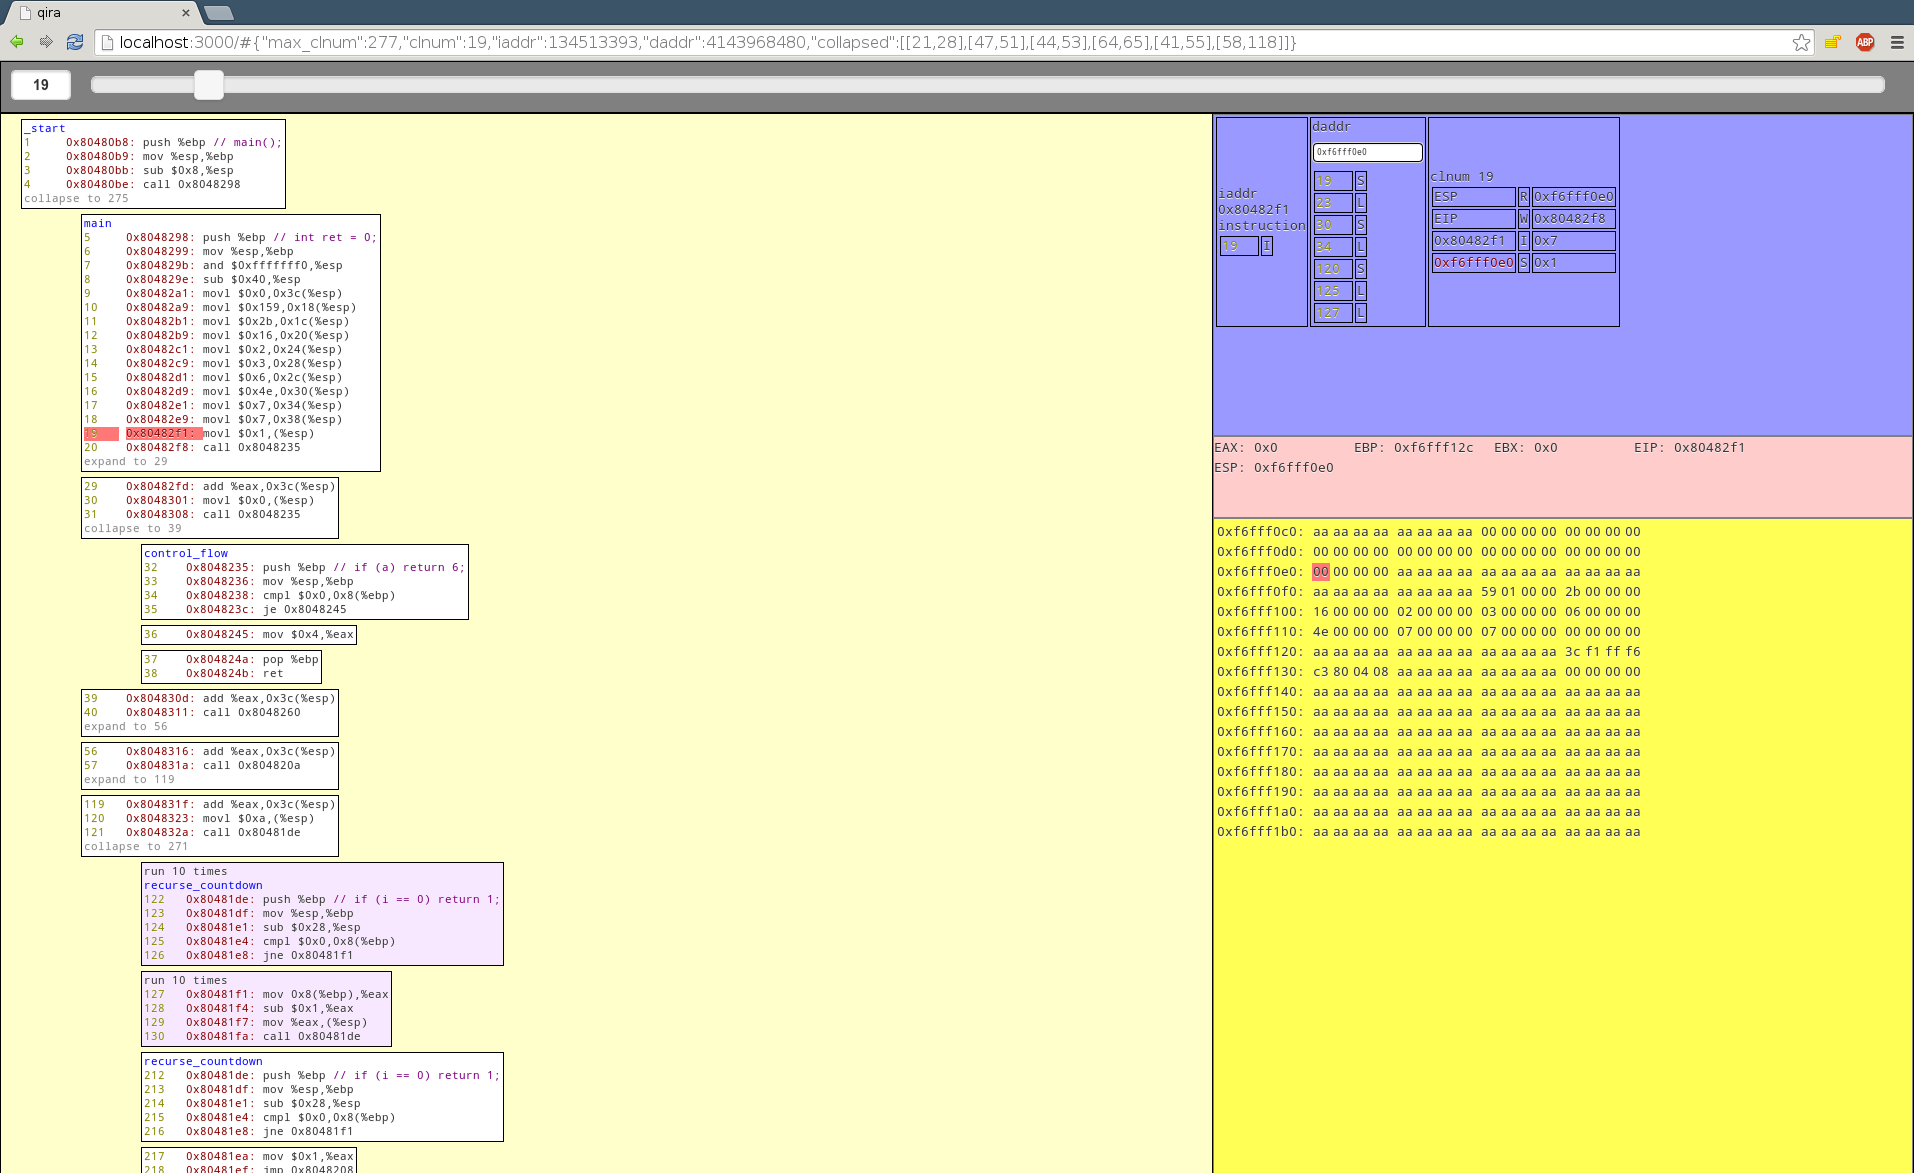 qira
localhost:3000/#{"max_clnum":277,"clnum":19,"iaddr":134513393,"daddr":4143968480,"collapsed":[[21,28],[47,51],[44,53],[64,65],[41,55],[58,118]]}
ABP
19
_start
1 0x80480b8: push %ebp // main();
2 0x80480b9: mov %esp,%ebp
3 0x80480bb: sub $0x8,%esp
4 0x80480be: call 0x8048298
collapse to 275
main
5 0x8048298: push %ebp // int ret = 0;
6 0x8048299: mov %esp,%ebp
7 0x804829b: and $0xfffffff0,%esp
8 0x804829e: sub $0x40,%esp
9 0x80482a1: movl $0x0,0x3c(%esp)
10 0x80482a9: movl $0x159,0x18(%esp)
11 0x80482b1: movl $0x2b,0x1c(%esp)
12 0x80482b9: movl $0x16,0x20(%esp)
13 0x80482c1: movl $0x2,0x24(%esp)
14 0x80482c9: movl $0x3,0x28(%esp)
15 0x80482d1: movl $0x6,0x2c(%esp)
16 0x80482d9: movl $0x4e,0x30(%esp)
17 0x80482e1: movl $0x7,0x34(%esp)
18 0x80482e9: movl $0x7,0x38(%esp)
19 0x80482f1: movl $0x1,(%esp)
20 0x80482f8: call 0x8048235
expand to 29
29 0x80482fd: add %eax,0x3c(%esp)
30 0x8048301: movl $0x0,(%esp)
31 0x8048308: call 0x8048235
collapse to 39
control_flow
32 0x8048235: push %ebp // if (a) return 6;
33 0x8048236: mov %esp,%ebp
34 0x8048238: cmpl $0x0,0x8(%ebp)
35 0x804823c: je 0x8048245
36 0x8048245: mov $0x4,%eax
37 0x804824a: pop %ebp
38 0x804824b: ret
39 0x804830d: add %eax,0x3c(%esp)
40 0x8048311: call 0x8048260
expand to 56
56 0x8048316: add %eax,0x3c(%esp)
57 0x804831a: call 0x804820a
expand to 119
119 0x804831f: add %eax,0x3c(%esp)
120 0x8048323: movl $0xa,(%esp)
121 0x804832a: call 0x80481de
collapse to 271
run 10 times
recurse_countdown
122 0x80481de: push %ebp // if (i == 0) return 1;
123 0x80481df: mov %esp,%ebp
124 0x80481e1: sub $0x28,%esp
125 0x80481e4: cmpl $0x0,0x8(%ebp)
126 0x80481e8: jne 0x80481f1
run 10 times
127 0x80481f1: mov 0x8(%ebp),%eax
128 0x80481f4: sub $0x1,%eax
129 0x80481f7: mov %eax,(%esp)
130 0x80481fa: call 0x80481de
recurse_countdown
212 0x80481de: push %ebp // if (i == 0) return 1;
213 0x80481df: mov %esp,%ebp
214 0x80481e1: sub $0x28,%esp
215 0x80481e4: cmpl $0x0,0x8(%ebp)
216 0x80481e8: jne 0x80481f1
217 0x80481ea: mov $0x1,%eax
218 0x80481ef: jmp 0x8048208
iaddr
0x80482f1
instruction
19 I
daddr
0xf6fff0e0
19 S
23 L
30 S
34 L
120 S
125 L
127 L
clnum 19
ESP R 0xf6fff0e0
EIP W 0x80482f8
0x80482f1 I 0x7
0xf6fff0e0 S 0x1
EAX: 0x0 EBP: 0xf6fff12c EBX: 0x0 EIP: 0x80482f1
ESP: 0xf6fff0e0
0xf6fff0c0: aa aa aa aa aa aa aa aa 00 00 00 00 00 00 00 00
0xf6fff0d0: 00 00 00 00 00 00 00 00 00 00 00 00 00 00 00 00
0xf6fff0e0: 00 00 00 00 aa aa aa aa aa aa aa aa aa aa aa aa
0xf6fff0f0: aa aa aa aa aa aa aa aa 59 01 00 00 2b 00 00 00
0xf6fff100: 16 00 00 00 02 00 00 00 03 00 00 00 06 00 00 00
0xf6fff110: 4e 00 00 00 07 00 00 00 07 00 00 00 00 00 00 00
0xf6fff120: aa aa aa aa aa aa aa aa aa aa aa aa 3c f1 ff f6
0xf6fff130: c3 80 04 08 aa aa aa aa aa aa aa aa 00 00 00 00
0xf6fff140: aa aa aa aa aa aa aa aa aa aa aa aa aa aa aa aa
0xf6fff150: aa aa aa aa aa aa aa aa aa aa aa aa aa aa aa aa
0xf6fff160: aa aa aa aa aa aa aa aa aa aa aa aa aa aa aa aa
0xf6fff170: aa aa aa aa aa aa aa aa aa aa aa aa aa aa aa aa
0xf6fff180: aa aa aa aa aa aa aa aa aa aa aa aa aa aa aa aa
0xf6fff190: aa aa aa aa aa aa aa aa aa aa aa aa aa aa aa aa
0xf6fff1a0: aa aa aa aa aa aa aa aa aa aa aa aa aa aa aa aa
0xf6fff1b0: aa aa aa aa aa aa aa aa aa aa aa aa aa aa aa aa